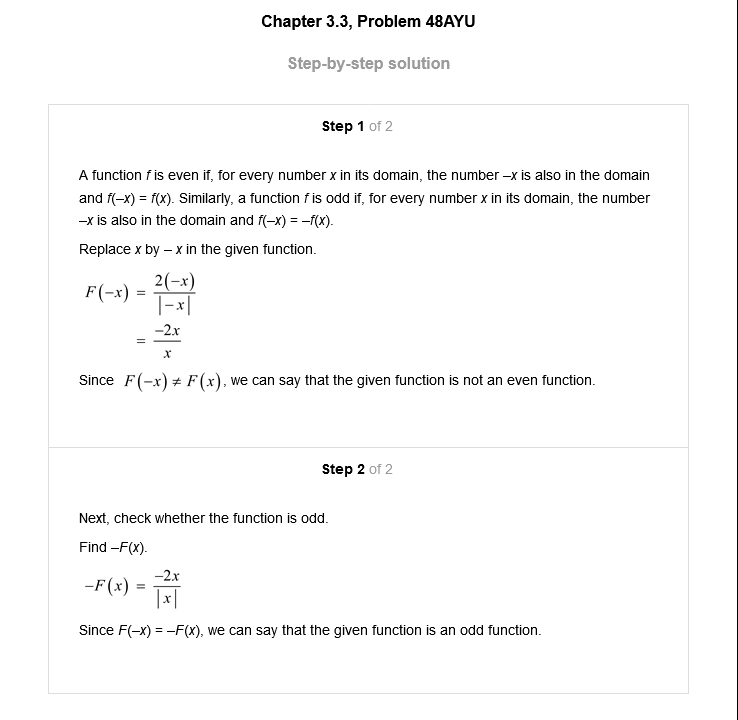 Chapter 3.3, Problem 48AYU
Step-by-step solution
Step 1 of 2
A function f is even if, for every number x in its domain, the number –x is also in the domain
and f(–x) = f(x). Similarly, a function f is odd if, for every number x in its domain, the number
–x is also in the domain and f(–x) = –f(x).
Replace x by – x in the given function.
F(−x) = 2(−x) / |−x|
= −2x / x
Since F(−x) ≠ F(x), we can say that the given function is not an even function.
Step 2 of 2
Next, check whether the function is odd.
Find –F(x).
−F(x) = −2x / |x|
Since F(–x) = –F(x), we can say that the given function is an odd function.